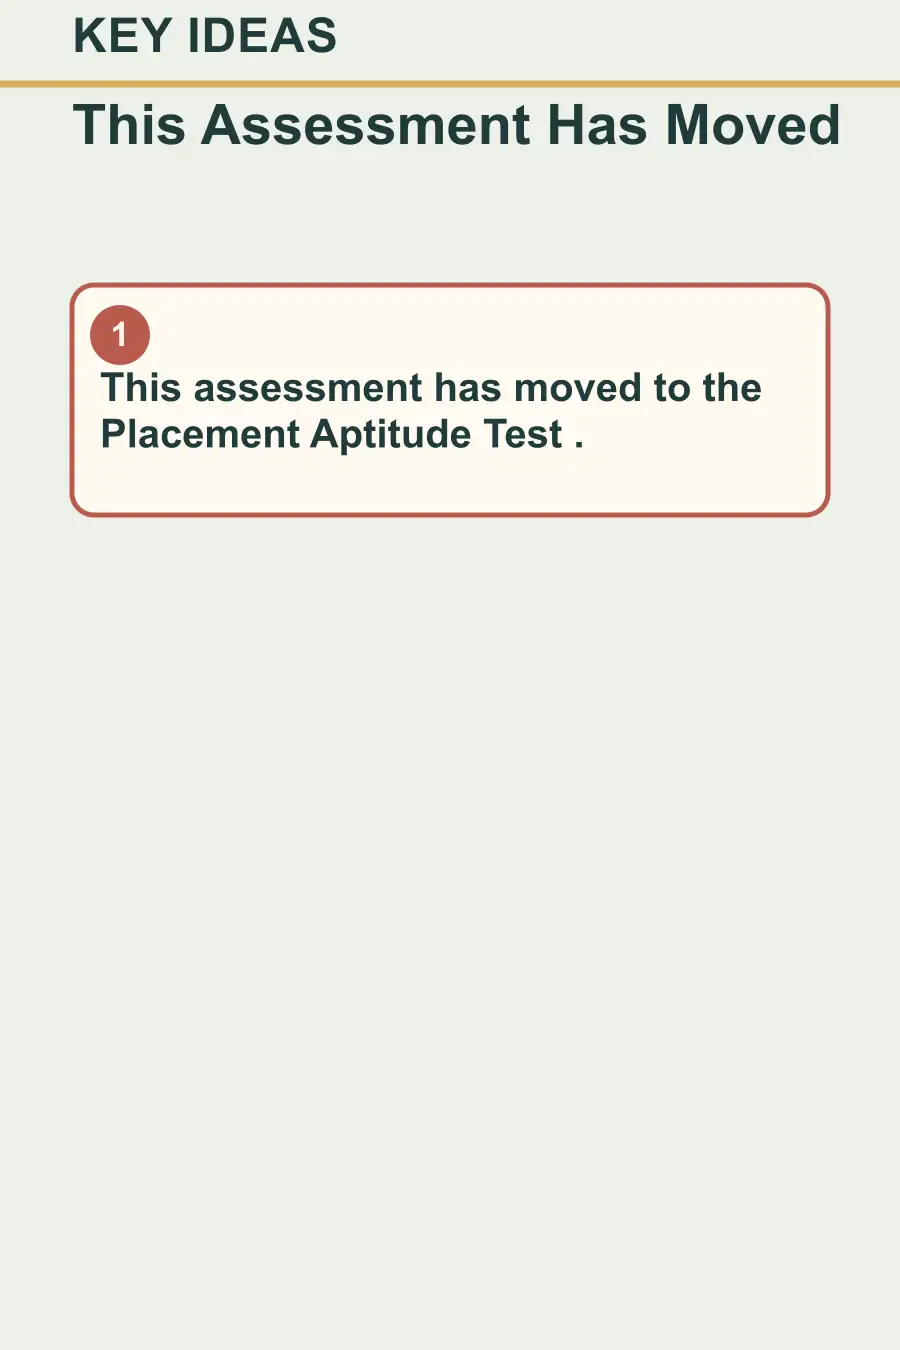 KEY IDEAS
This Assessment Has Moved
1
This assessment has moved to the
Placement Aptitude Test .